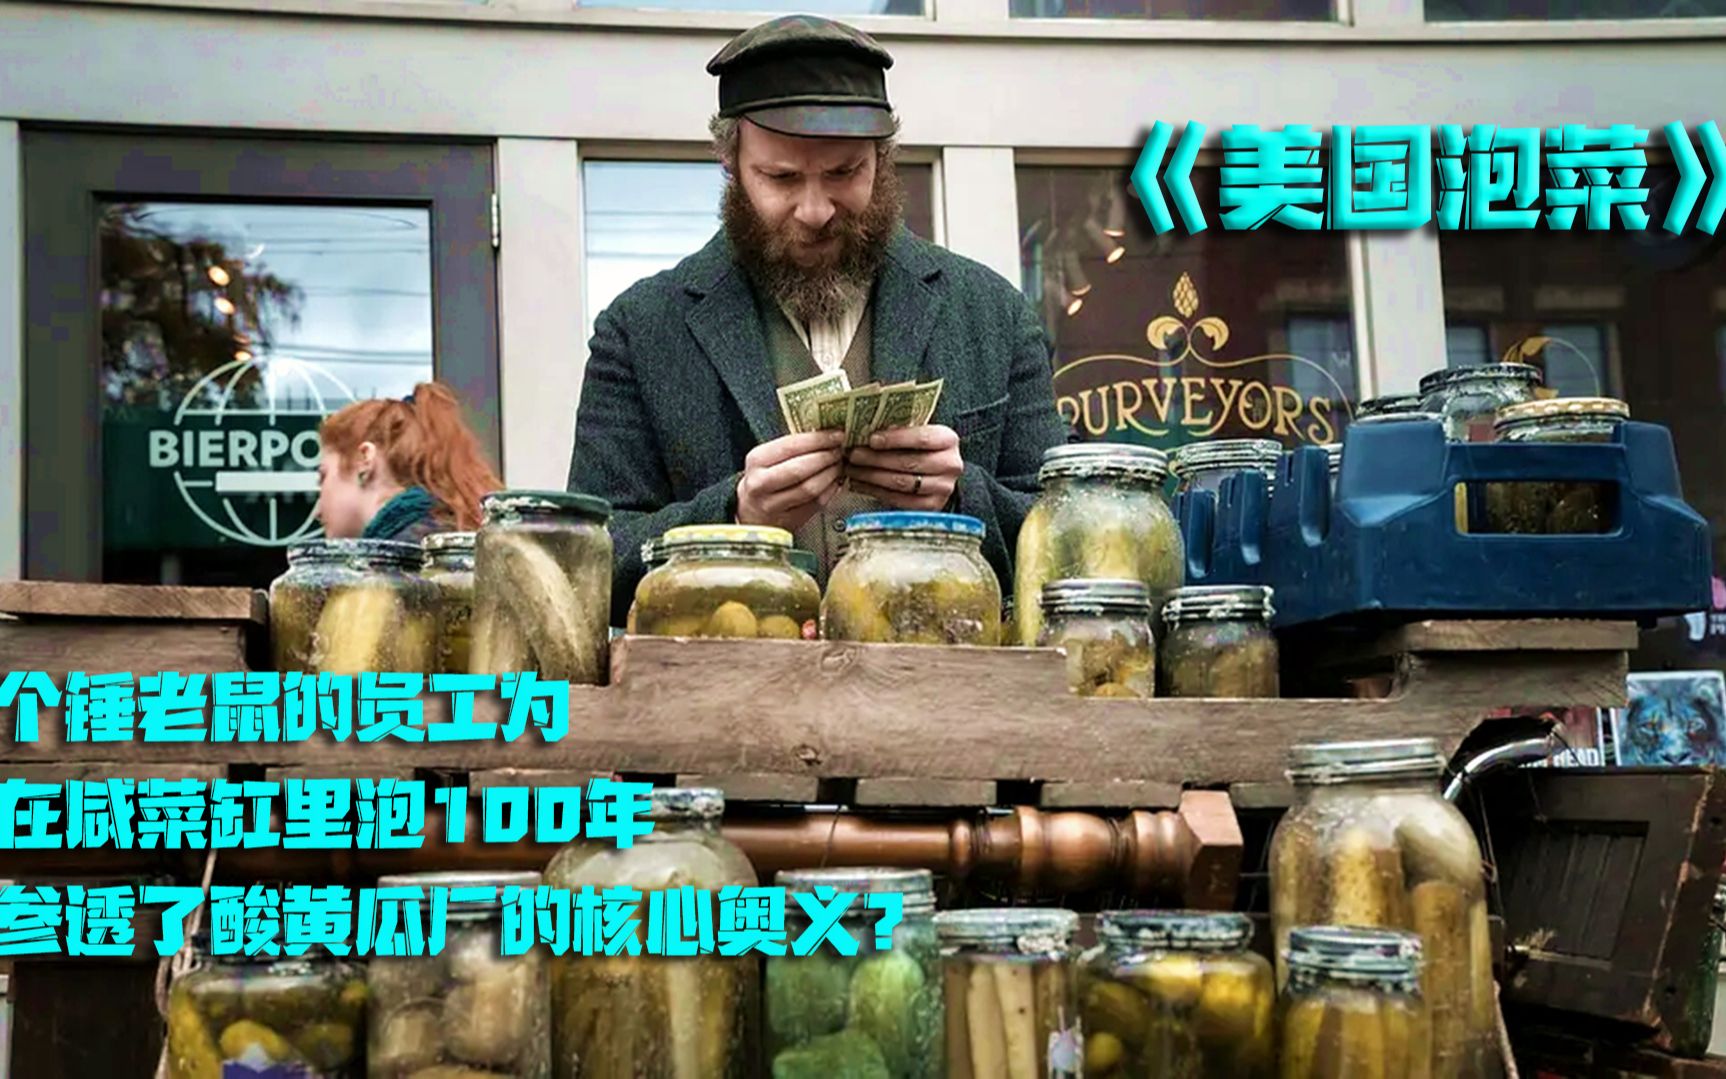 《美国泡菜》
BIERPO
PURVEYORS
个锤老鼠的员工为
在咸菜缸里泡100年
参透了酸黄瓜厂的核心奥义?